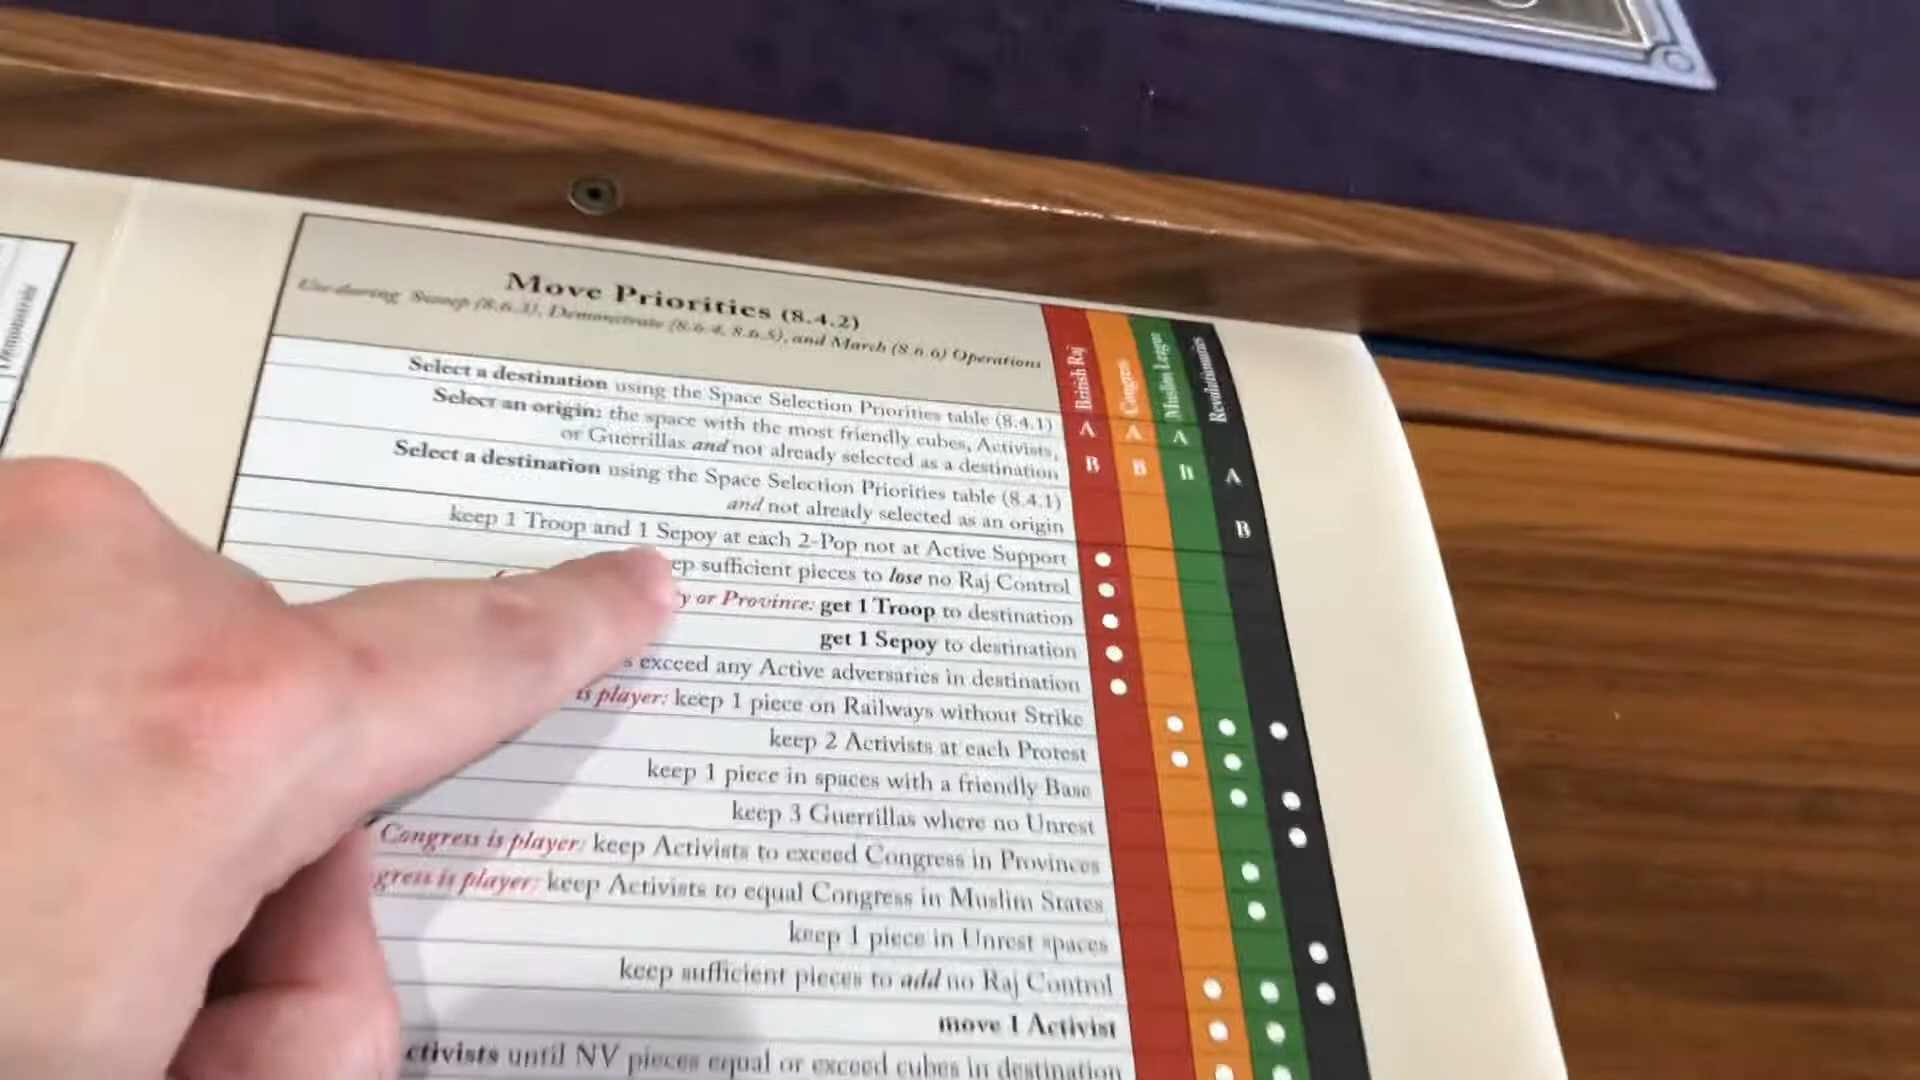 Move Priorities (8.4.2)
Use during Sweep (8.6.3), Demonstrate (8.6.4, 8.6.5), and March (8.6.6) Operations
British Raj
Congress
Muslim League
Revolutionaries
Select a destination using the Space Selection Priorities table (8.4.1)
A A A
Select an origin: the space with the most friendly cubes, Activists,
or Guerrillas and not already selected as a destination
B B B A
Select a destination using the Space Selection Priorities table (8.4.1)
and not already selected as an origin
B
keep 1 Troop and 1 Sepoy at each 2-Pop not at Active Support
sufficient pieces to lose no Raj Control
or Province: get 1 Troop to destination
get 1 Sepoy to destination
exceed any Active adversaries in destination
is player: keep 1 piece on Railways without Strike
keep 2 Activists at each Protest
keep 1 piece in spaces with a friendly Base
keep 3 Guerrillas where no Unrest
Congress is player: keep Activists to exceed Congress in Provinces
is player: keep Activists to equal Congress in Muslim States
keep 1 piece in Unrest spaces
keep sufficient pieces to add no Raj Control
move 1 Activist
until NV pieces equal or exceed cubes in destination